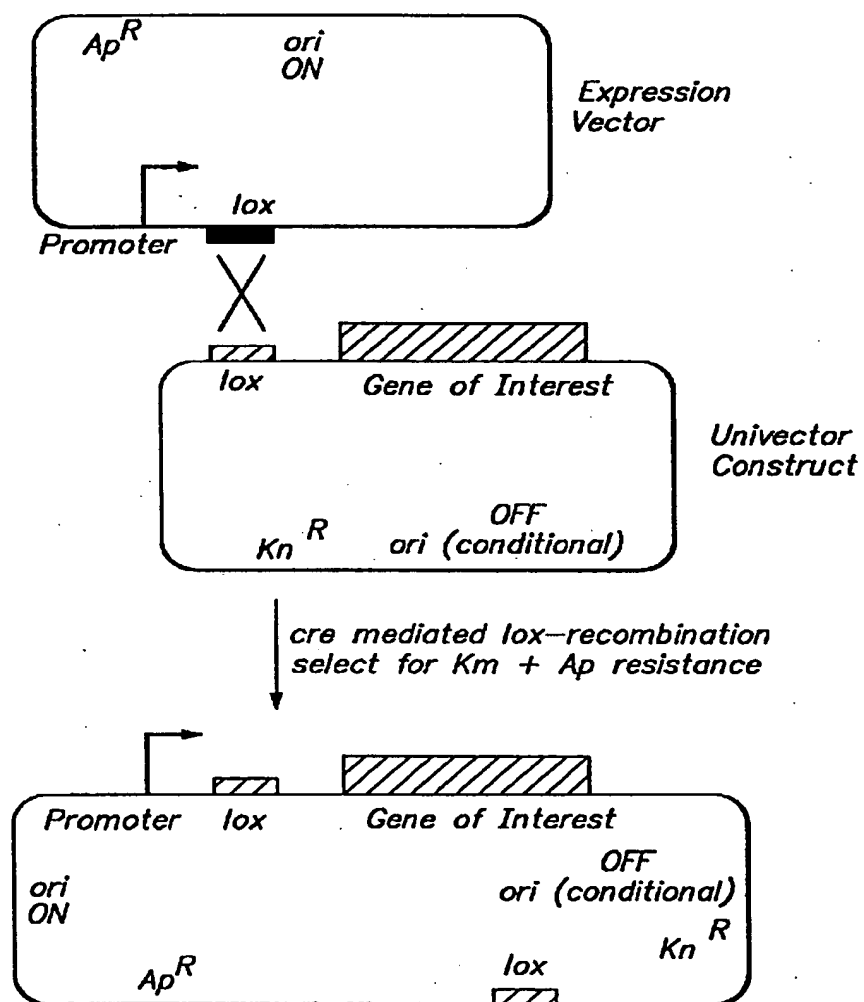 Ap^R
ori
ON
Expression
Vector
lox
Promoter
lox
Gene of Interest
Univector
Construct
Kn^R
OFF
ori (conditional)
cre mediated lox-recombination
select for Km + Ap resistance
Promoter
lox
Gene of Interest
ori
ON
OFF
ori (conditional)
Kn^R
Ap^R
lox